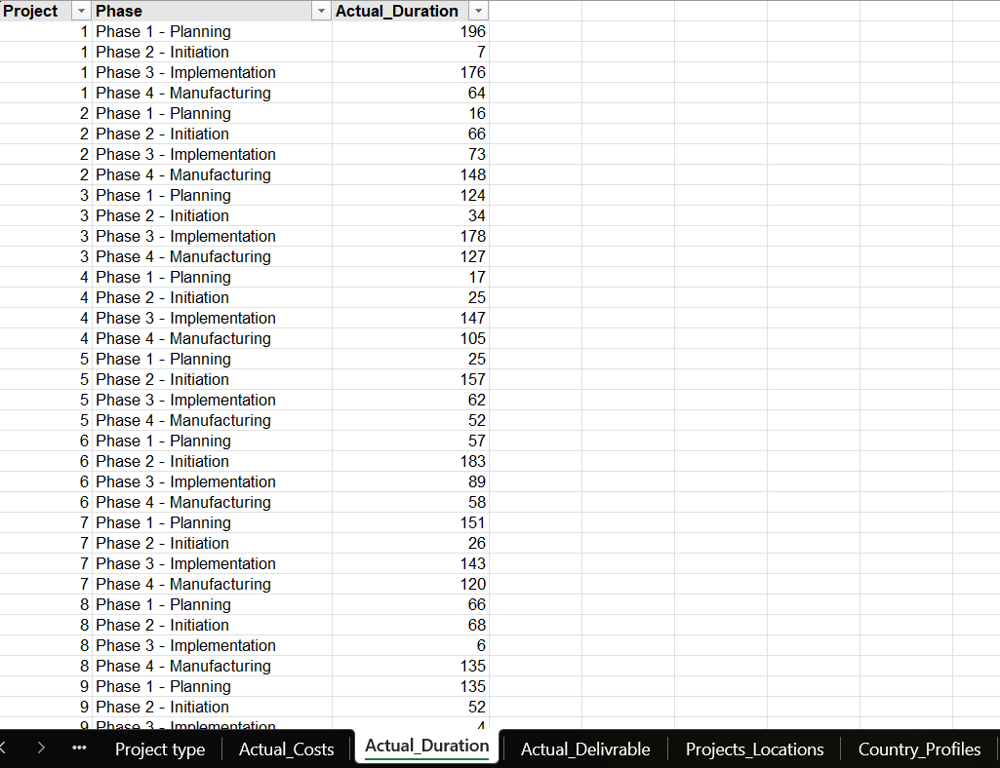 Project Phase Actual_Duration
1 Phase 1 - Planning 196
1 Phase 2 - Initiation 7
1 Phase 3 - Implementation 176
1 Phase 4 - Manufacturing 64
2 Phase 1 - Planning 16
2 Phase 2 - Initiation 66
2 Phase 3 - Implementation 73
2 Phase 4 - Manufacturing 148
3 Phase 1 - Planning 124
3 Phase 2 - Initiation 34
3 Phase 3 - Implementation 178
3 Phase 4 - Manufacturing 127
4 Phase 1 - Planning 17
4 Phase 2 - Initiation 25
4 Phase 3 - Implementation 147
4 Phase 4 - Manufacturing 105
5 Phase 1 - Planning 25
5 Phase 2 - Initiation 157
5 Phase 3 - Implementation 62
5 Phase 4 - Manufacturing 52
6 Phase 1 - Planning 57
6 Phase 2 - Initiation 183
6 Phase 3 - Implementation 89
6 Phase 4 - Manufacturing 58
7 Phase 1 - Planning 151
7 Phase 2 - Initiation 26
7 Phase 3 - Implementation 143
7 Phase 4 - Manufacturing 120
8 Phase 1 - Planning 66
8 Phase 2 - Initiation 68
8 Phase 3 - Implementation 6
8 Phase 4 - Manufacturing 135
9 Phase 1 - Planning 135
9 Phase 2 - Initiation 52
9 Phase 3 - Implementation 4
Project type Actual_Costs Actual_Duration Actual_Delivrable Projects_Locations Country_Profiles